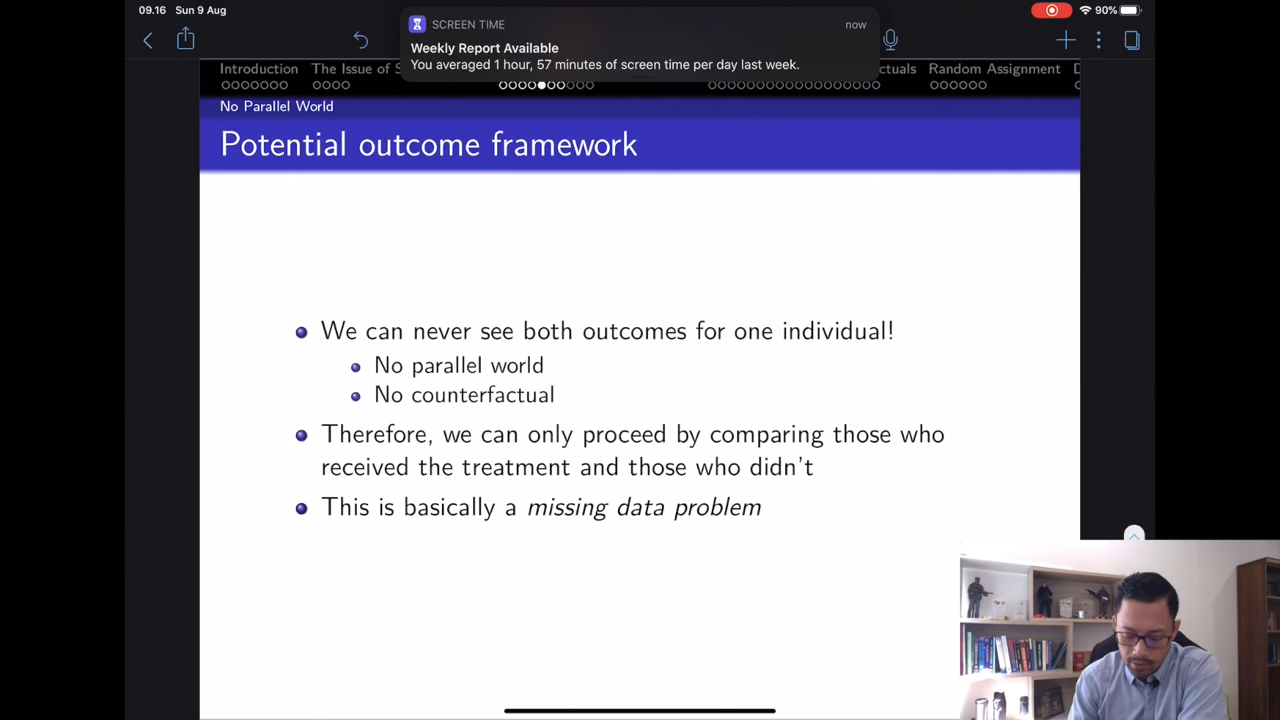 09.16 Sun 9 Aug
90%
SCREEN TIME
now
Weekly Report Available
You averaged 1 hour, 57 minutes of screen time per day last week.
Introduction
The Issue of S
ctuals
Random Assignment
D
No Parallel World
Potential outcome framework
We can never see both outcomes for one individual!
No parallel world
No counterfactual
Therefore, we can only proceed by comparing those who
received the treatment and those who didn't
This is basically a missing data problem